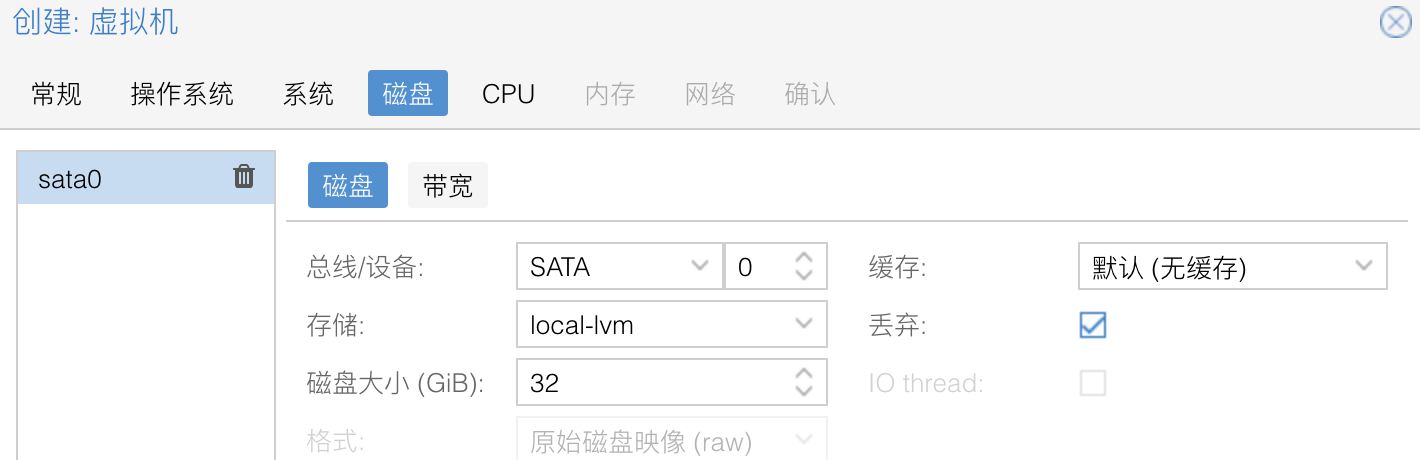 创建: 虚拟机
常规 操作系统 系统 磁盘 CPU 内存 网络 确认
sata0
磁盘 带宽
总线/设备: SATA 0 缓存: 默认 (无缓存)
存储: local-lvm 丢弃:
磁盘大小 (GiB): 32 IO thread:
格式: 原始磁盘映像 (raw)